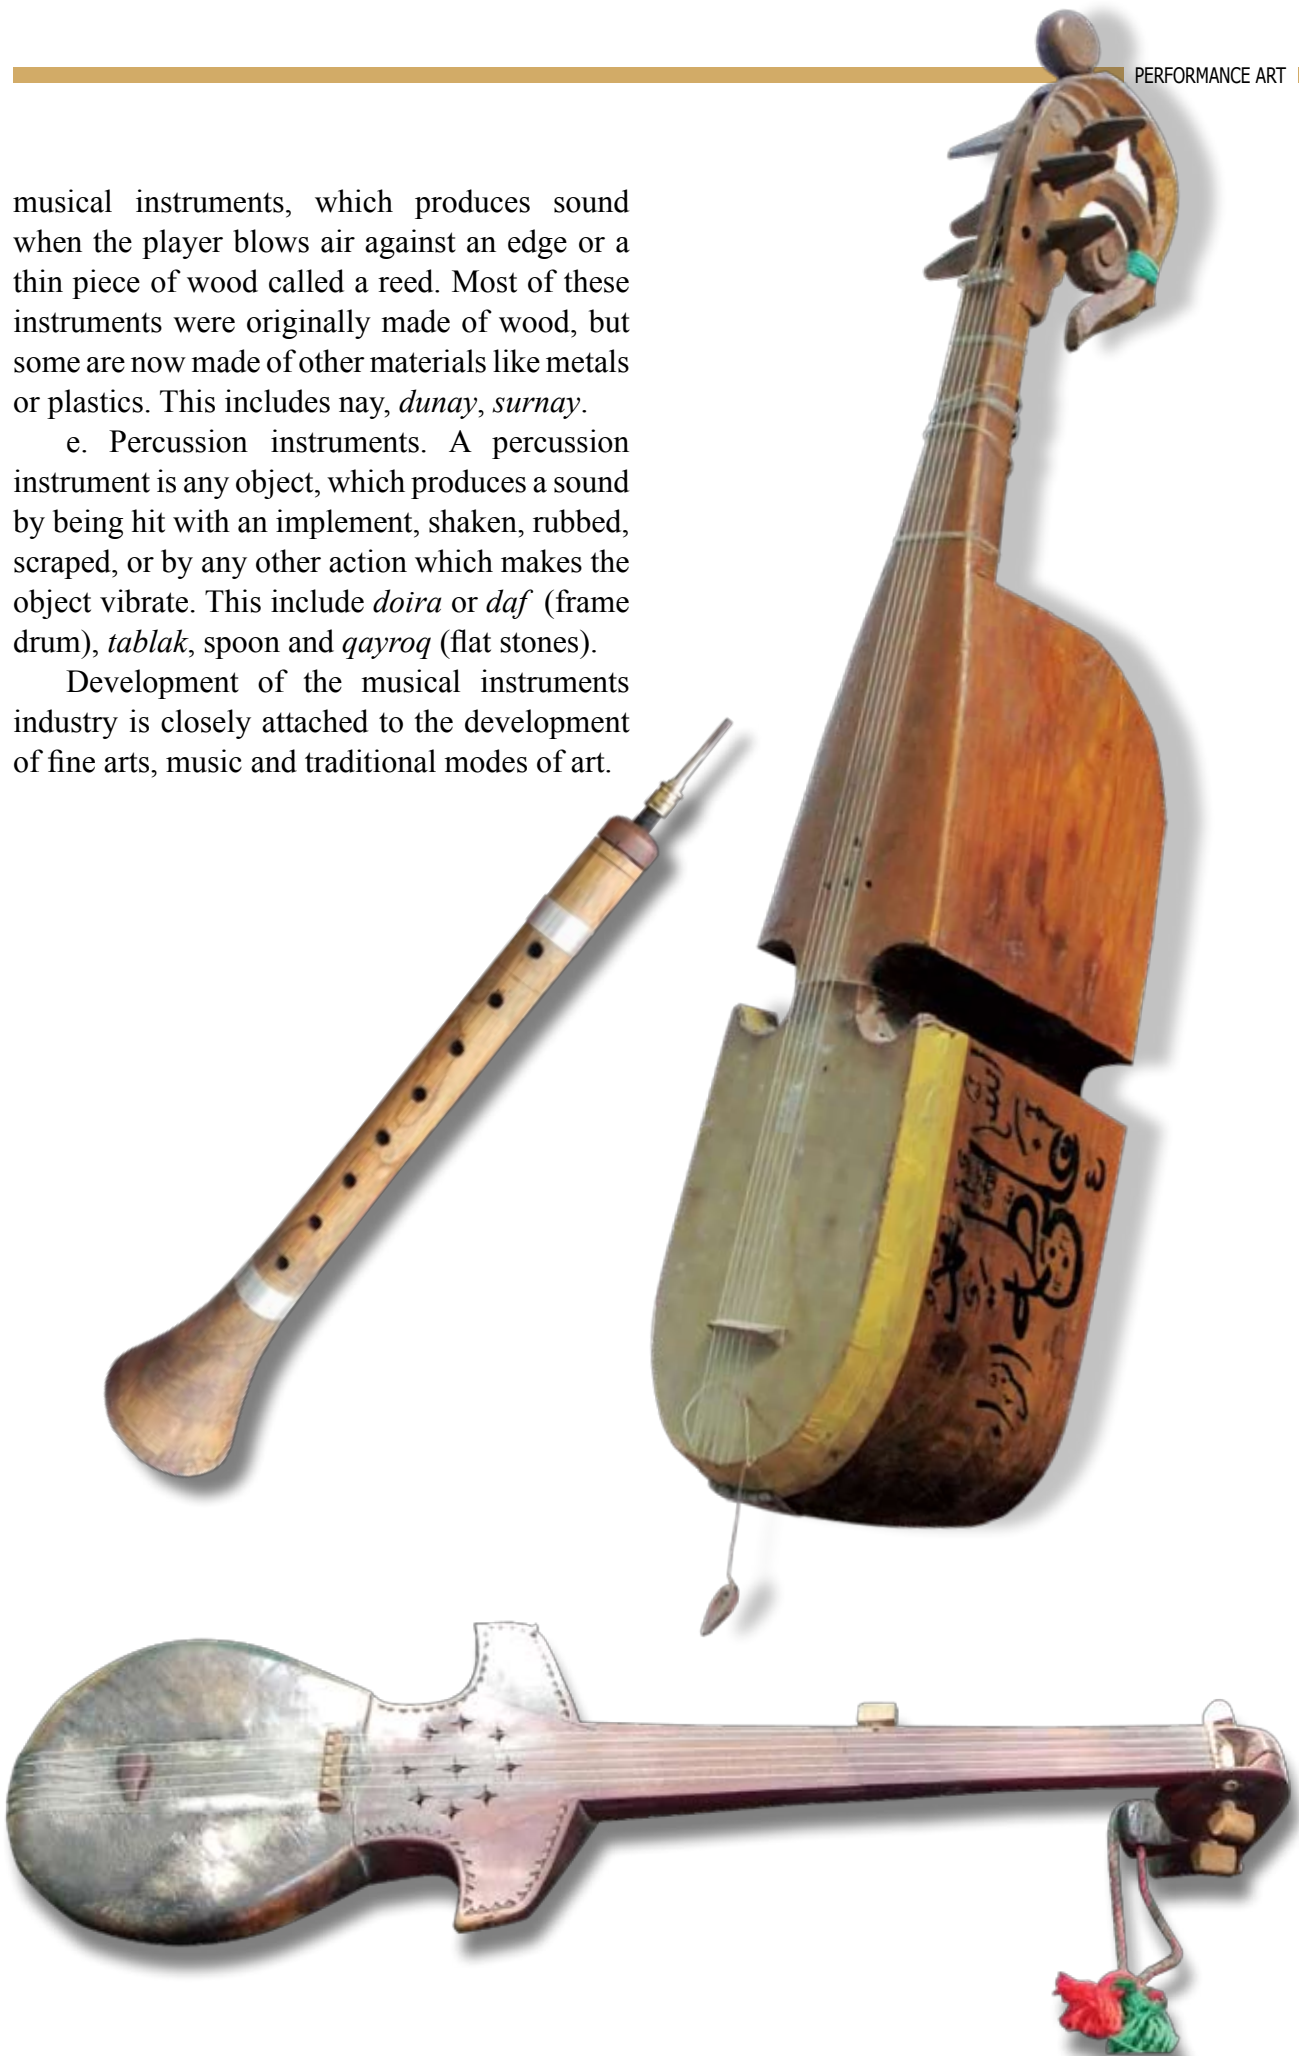 PERFORMANCE ART
musical instruments, which produces sound
when the player blows air against an edge or a
thin piece of wood called a reed. Most of these
instruments were originally made of wood, but
some are now made of other materials like metals
or plastics. This includes nay, dunay, surnay.
e. Percussion instruments. A percussion
instrument is any object, which produces a sound
by being hit with an implement, shaken, rubbed,
scraped, or by any other action which makes the
object vibrate. This include doira or daf (frame
drum), tablak, spoon and qayroq (flat stones).
Development of the musical instruments
industry is closely attached to the development
of fine arts, music and traditional modes of art.
فاطمة